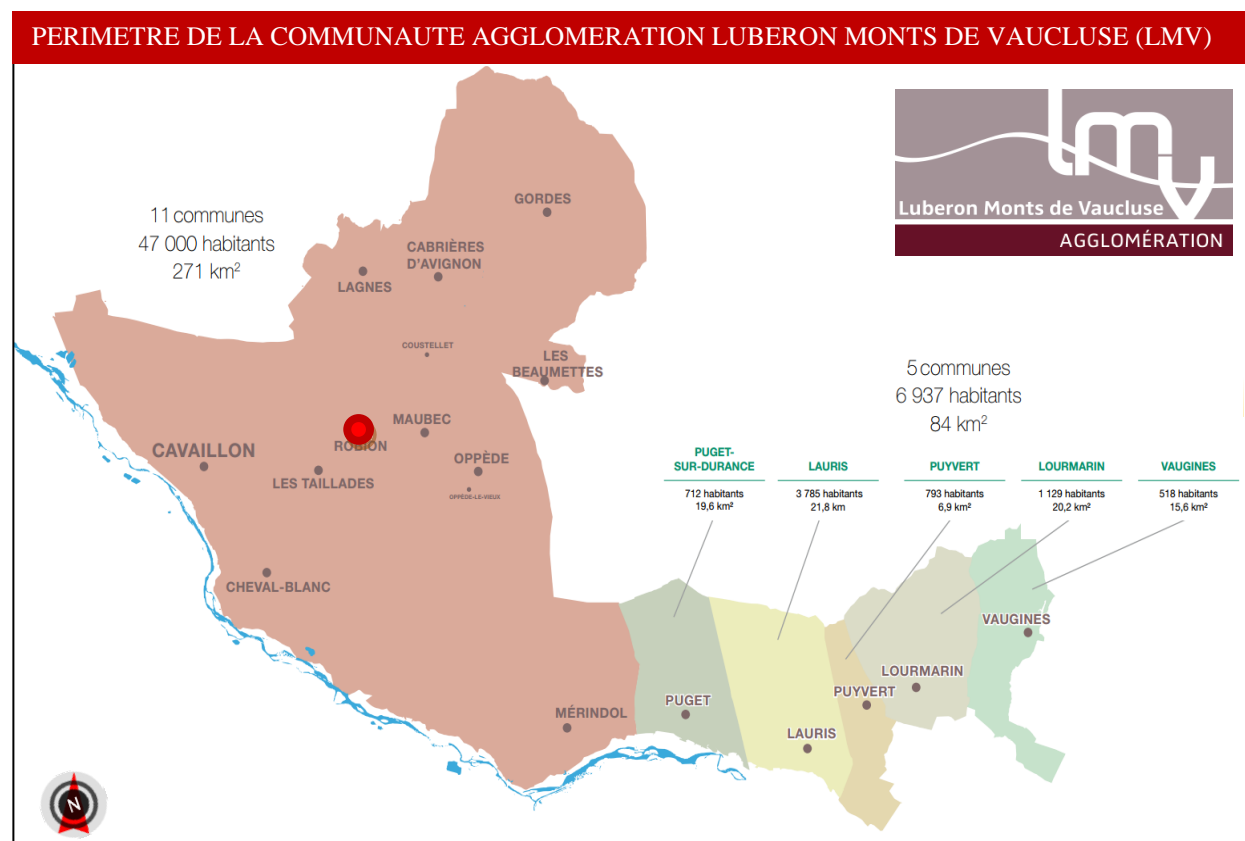 PERIMETRE DE LA COMMUNAUTE AGGLOMERATION LUBERON MONTS DE VAUCLUSE (LMV)
lmv
Luberon Monts de Vaucluse
AGGLOMÉRATION
11 communes
47 000 habitants
271 km²
GORDES
CABRIÈRES
D'AVIGNON
LAGNES
COUSTELLET
LES
BEAUMETTES
MAUBEC
ROBION
CAVAILLON
OPPÈDE
LES TAILLADES
OPPÈDE-LE-VIEUX
CHEVAL-BLANC
MÉRINDOL
5 communes
6 937 habitants
84 km²
PUGET-
SUR-DURANCE
712 habitants
19,6 km²
LAURIS
3 785 habitants
21,8 km
PUYVERT
793 habitants
6,9 km²
LOURMARIN
1 129 habitants
20,2 km²
VAUGINES
518 habitants
15,6 km²
VAUGINES
LOURMARIN
PUYVERT
PUGET
LAURIS
N